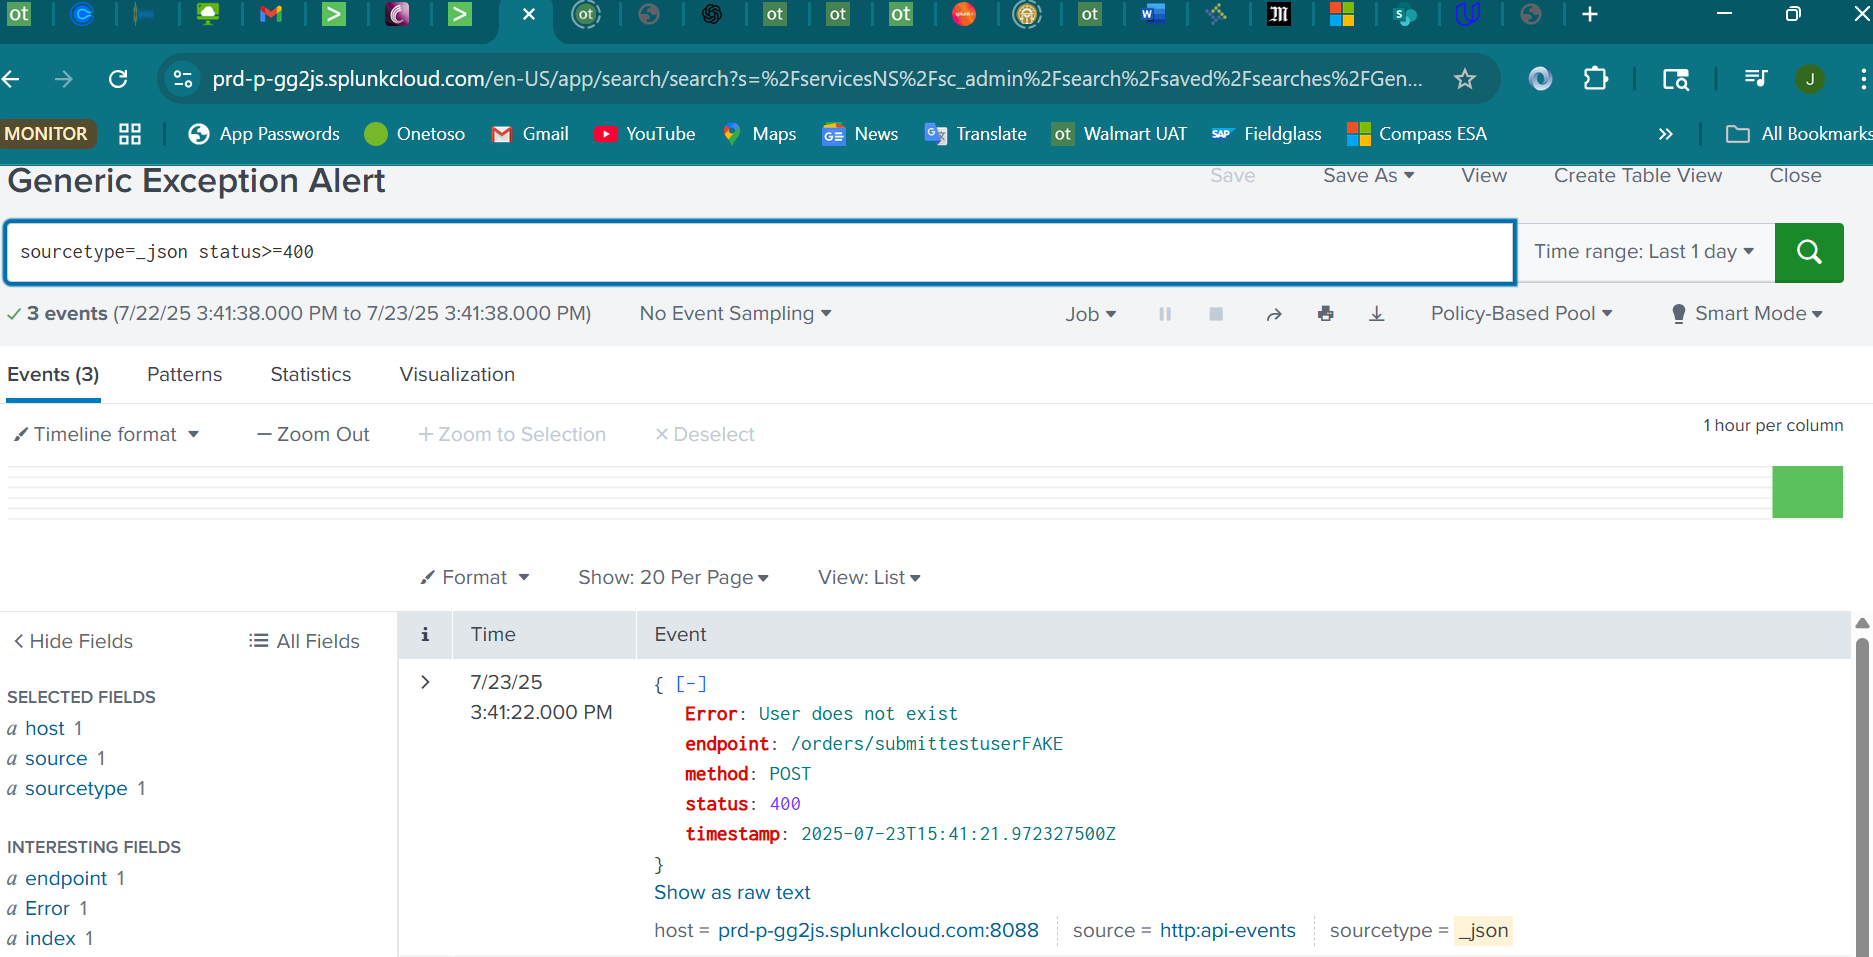 ot
ot
ot
ot
ot
splunk>
ot
J
prd-p-gg2js.splunkcloud.com/en-US/app/search/search?s=%2FservicesNS%2Fsc_admin%2Fsearch%2Fsaved%2Fsearches%2FGen...
MONITOR
App Passwords
Onetoso
Gmail
YouTube
Maps
News
Translate
ot Walmart UAT
SAP Fieldglass
Compass ESA
»
All Bookmarks
Generic Exception Alert
Save
Save As
View
Create Table View
Close
sourcetype=_json status>=400
Time range: Last 1 day
3 events (7/22/25 3:41:38.000 PM to 7/23/25 3:41:38.000 PM)
No Event Sampling
Job
Policy-Based Pool
Smart Mode
Events (3)
Patterns
Statistics
Visualization
Timeline format
— Zoom Out
+ Zoom to Selection
× Deselect
1 hour per column
Format
Show: 20 Per Page
View: List
< Hide Fields
All Fields
i
Time
Event
SELECTED FIELDS
a host 1
a source 1
a sourcetype 1
INTERESTING FIELDS
a endpoint 1
a Error 1
a index 1
>
7/23/25
3:41:22.000 PM
{ [-]
Error: User does not exist
endpoint: /orders/submittestuserFAKE
method: POST
status: 400
timestamp: 2025-07-23T15:41:21.972327500Z
}
Show as raw text
host = prd-p-gg2js.splunkcloud.com:8088
source = http:api-events
sourcetype = _json